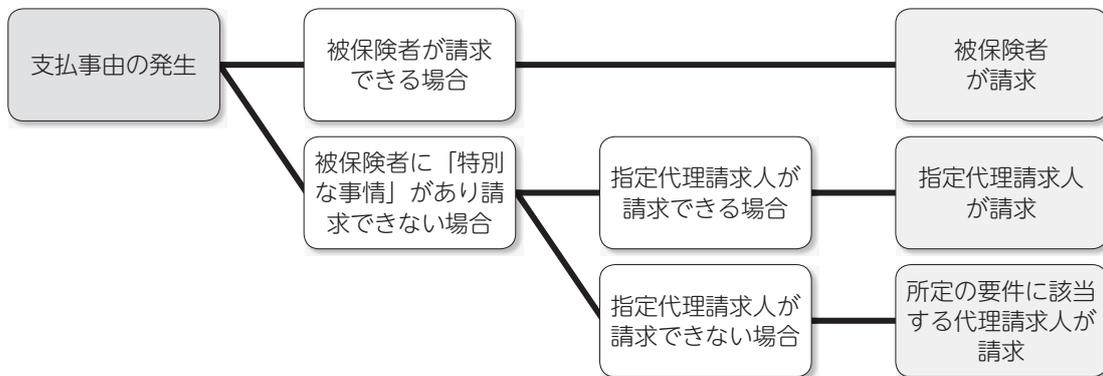 支払事由の発生
被保険者が請求
できる場合
被保険者
が請求
被保険者に「特別
な事情」があり請
求できない場合
指定代理請求人が
請求できる場合
指定代理請求人
が請求
指定代理請求人が
請求できない場合
所定の要件に該当
する代理請求人が
請求